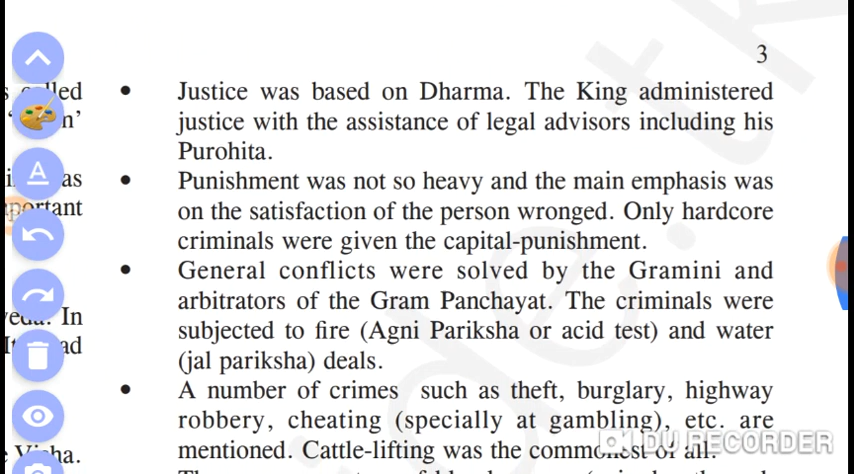 3
• Justice was based on Dharma. The King administered
justice with the assistance of legal advisors including his
Purohita.
• Punishment was not so heavy and the main emphasis was
on the satisfaction of the person wronged. Only hardcore
criminals were given the capital-punishment.
• General conflicts were solved by the Gramini and
arbitrators of the Gram Panchayat. The criminals were
subjected to fire (Agni Pariksha or acid test) and water
(jal pariksha) deals.
• A number of crimes such as theft, burglary, highway
robbery, cheating (specially at gambling), etc. are
mentioned. Cattle-lifting was the commonest of all.
as
In
A
DU RECORDER